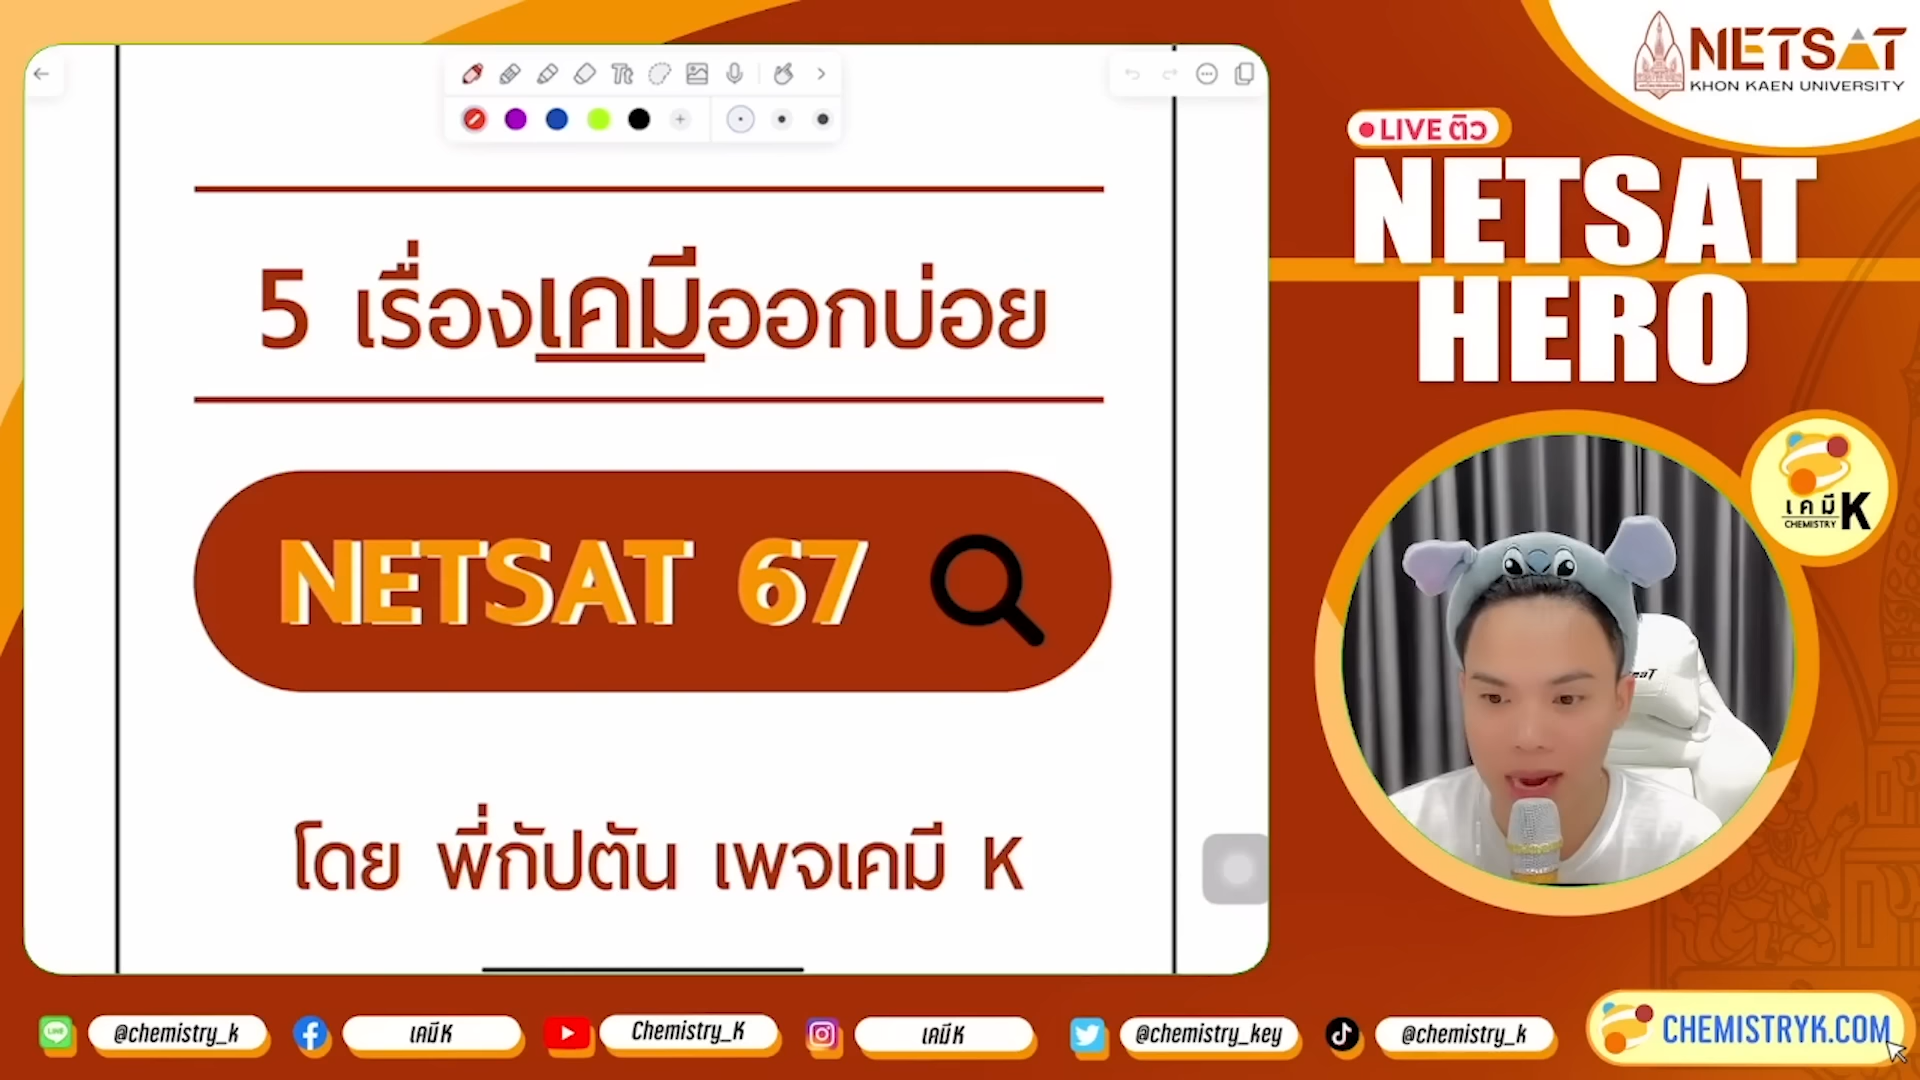 5 เรื่องเคมีออกบ่อย
NETSAT 67
โดย พี่กัปตัน เพจเคมี K
NETSAT
KHON KAEN UNIVERSITY
LIVE ติว
NETSAT
HERO
เคมี K
CHEMISTRY
@chemistry_k
เคมี K
Chemistry_K
เคมี K
@chemistry_key
@chemistry_k
CHEMISTRYK.COM